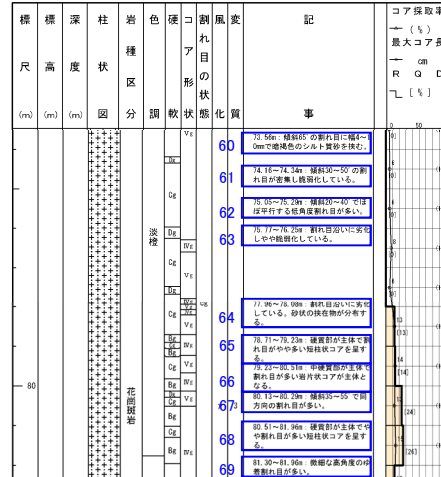 標尺 (m)
標高 (m)
深度 (m)
柱状図
岩種区分
色調
硬軟
コア形状
割れ目の状態
風化
変質
記事
コア採取率
(%)
最大コア長
cm
R Q D
[%]
0 50
80
淡橙
花崗斑岩
60
73.56m:傾斜65 の割れ目に幅4~1
0mmで暗褐色のシルト質砂を挟む。
61
74.16~74.34m:傾斜30~50 の割
れ目が密集し脆弱化している。
62
75.05~75.29m:傾斜20~40 でほ
ぼ平行する低角度割れ目が多い。
63
75.77~76.25m:割れ目沿いに劣化
しやや脆弱化している。
64
77.96~78.08m:割れ目沿いに劣化
している。砂状の挟在物が分布す
る。
65
78.71~79.23m:硬質部が主体で割
れ目がやや多い短柱状コアを呈す
る。
66
79.23~80.51m:中硬質部が主体で
割れ目が多い岩片状コアが主体と
なる。
67
80.13~80.29m:傾斜35~55 で同
方向の割れ目が多い。
68
80.51~81.96m:硬質部が主体でや
や割れ目が多い短柱状コアを呈す
る。
69
81.30~81.96m:微細な高角度のゆ
着割れ目が多い。
[13]
[14]
[24]
[26]